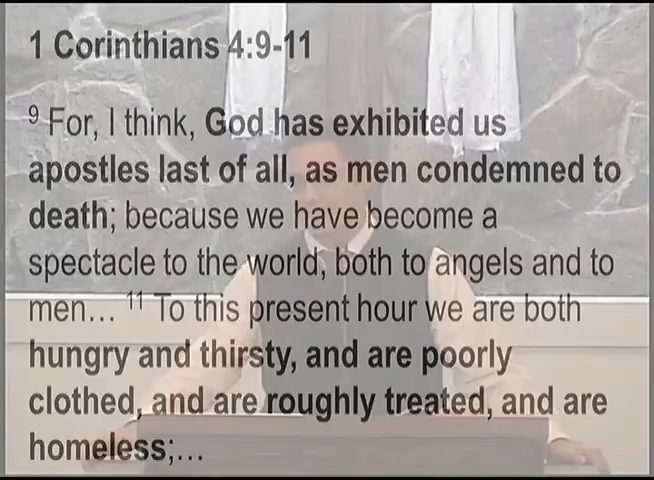 1 Corinthians 4:9-11
9 For, I think, God has exhibited us
apostles last of all, as men condemned to
death; because we have become a
spectacle to the world, both to angels and to
men... 11 To this present hour we are both
hungry and thirsty, and are poorly
clothed, and are roughly treated, and are
homeless;...